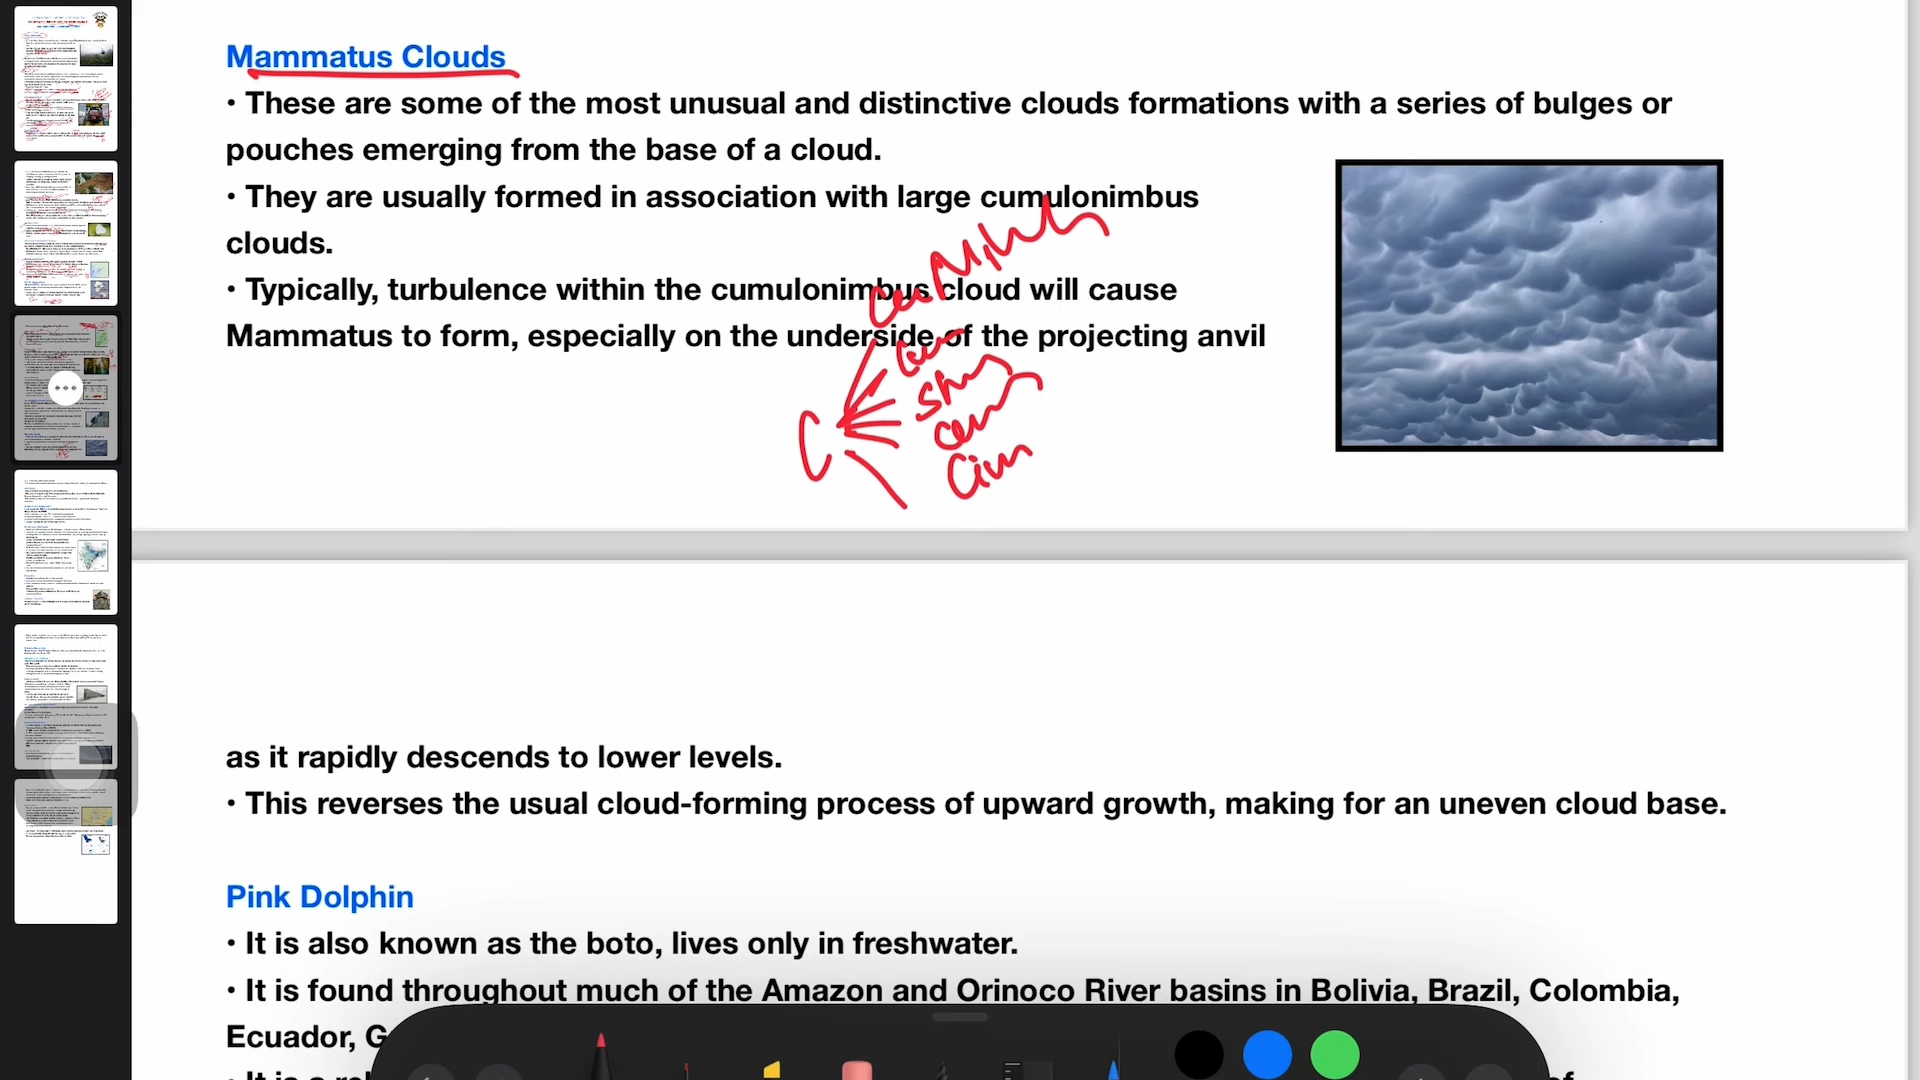 Mammatus Clouds
• These are some of the most unusual and distinctive clouds formations with a series of bulges or
pouches emerging from the base of a cloud.
• They are usually formed in association with large cumulonimbus
clouds.
• Typically, turbulence within the cumulonimbus cloud will cause
Mammatus to form, especially on the underside of the projecting anvil
C
as it rapidly descends to lower levels.
• This reverses the usual cloud-forming process of upward growth, making for an uneven cloud base.
Pink Dolphin
• It is also known as the boto, lives only in freshwater.
• It is found throughout much of the Amazon and Orinoco River basins in Bolivia, Brazil, Colombia,
Ecuador, G
• It is a